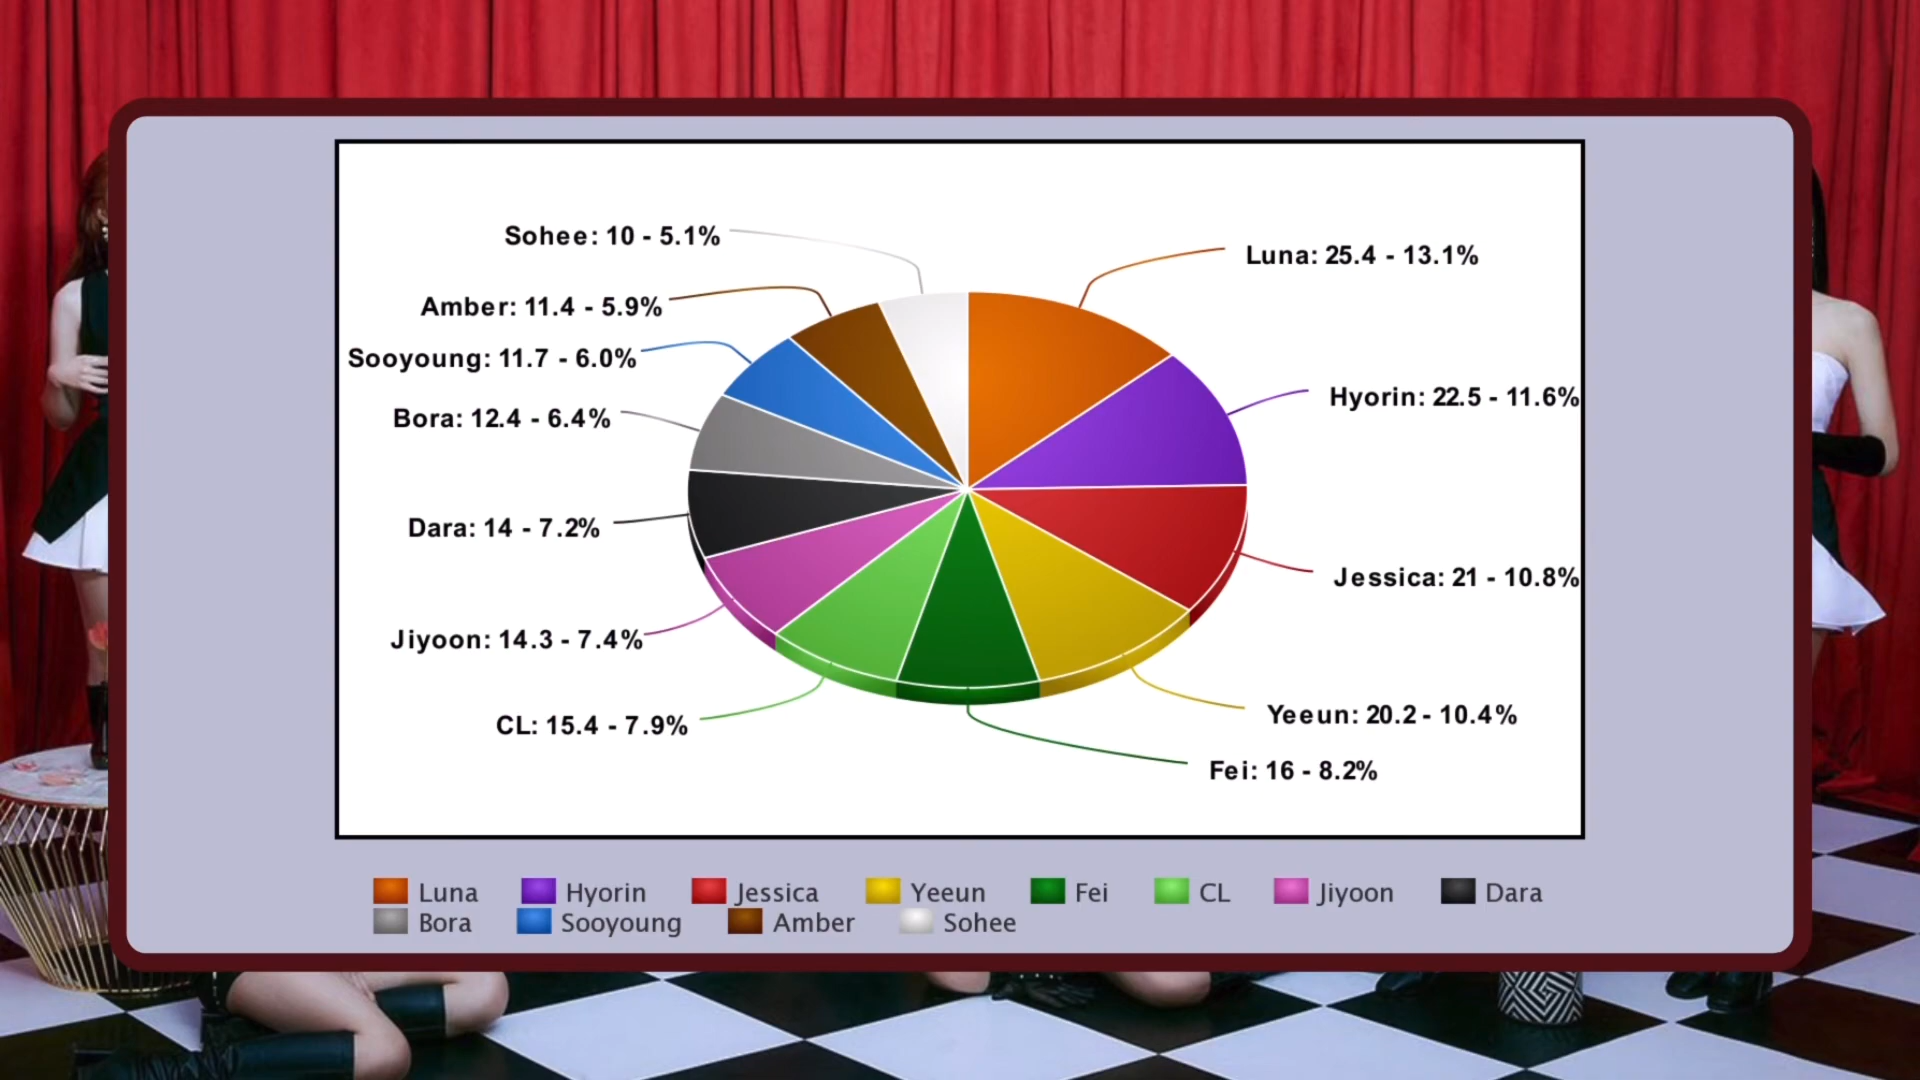 Sohee: 10 - 5.1%
Luna: 25.4 - 13.1%
Amber: 11.4 - 5.9%
Sooyoung: 11.7 - 6.0%
Hyorin: 22.5 - 11.6%
Bora: 12.4 - 6.4%
Dara: 14 - 7.2%
Jessica: 21 - 10.8%
Jiyoon: 14.3 - 7.4%
CL: 15.4 - 7.9%
Yeeun: 20.2 - 10.4%
Fei: 16 - 8.2%
Luna Hyorin Jessica Yeeun Fei CL Jiyoon Dara
Bora Sooyoung Amber Sohee